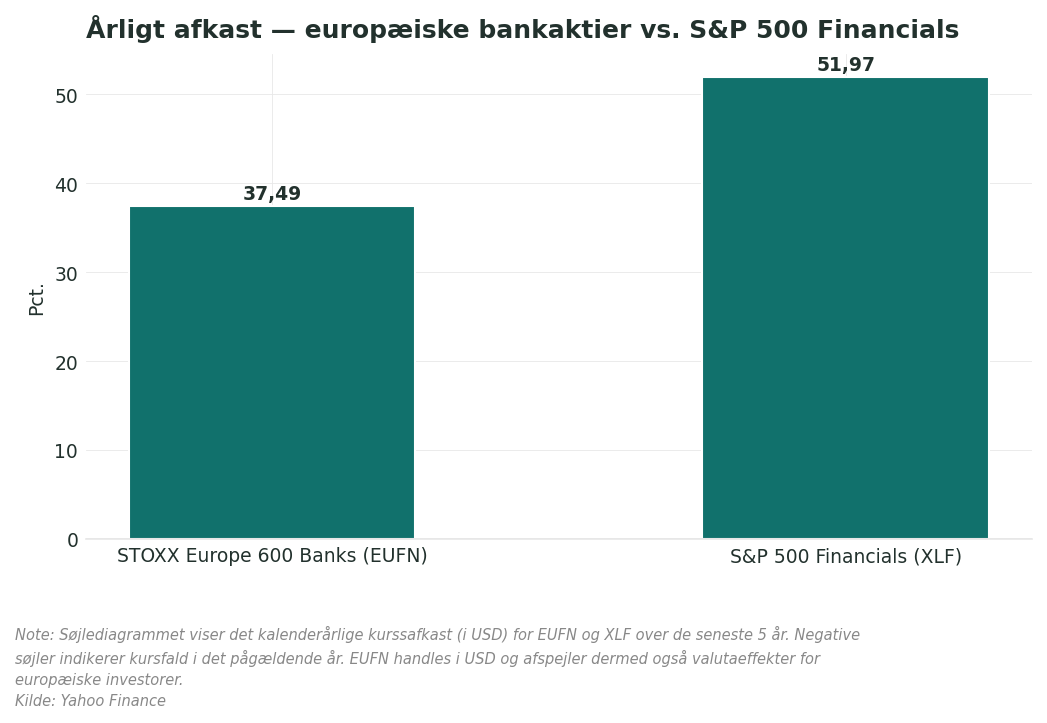 Årligt afkast — europæiske bankaktier vs. S&P 500 Financials
51,97
50
40
37,49
30
Pct.
20
10
0
STOXX Europe 600 Banks (EUFN)
S&P 500 Financials (XLF)
Note: Søjlediagrammet viser det kalenderårlige kurssafkast (i USD) for EUFN og XLF over de seneste 5 år. Negative
søjler indikerer kursfald i det pågældende år. EUFN handles i USD og afspejler dermed også valutaeffekter for
europæiske investorer.
Kilde: Yahoo Finance